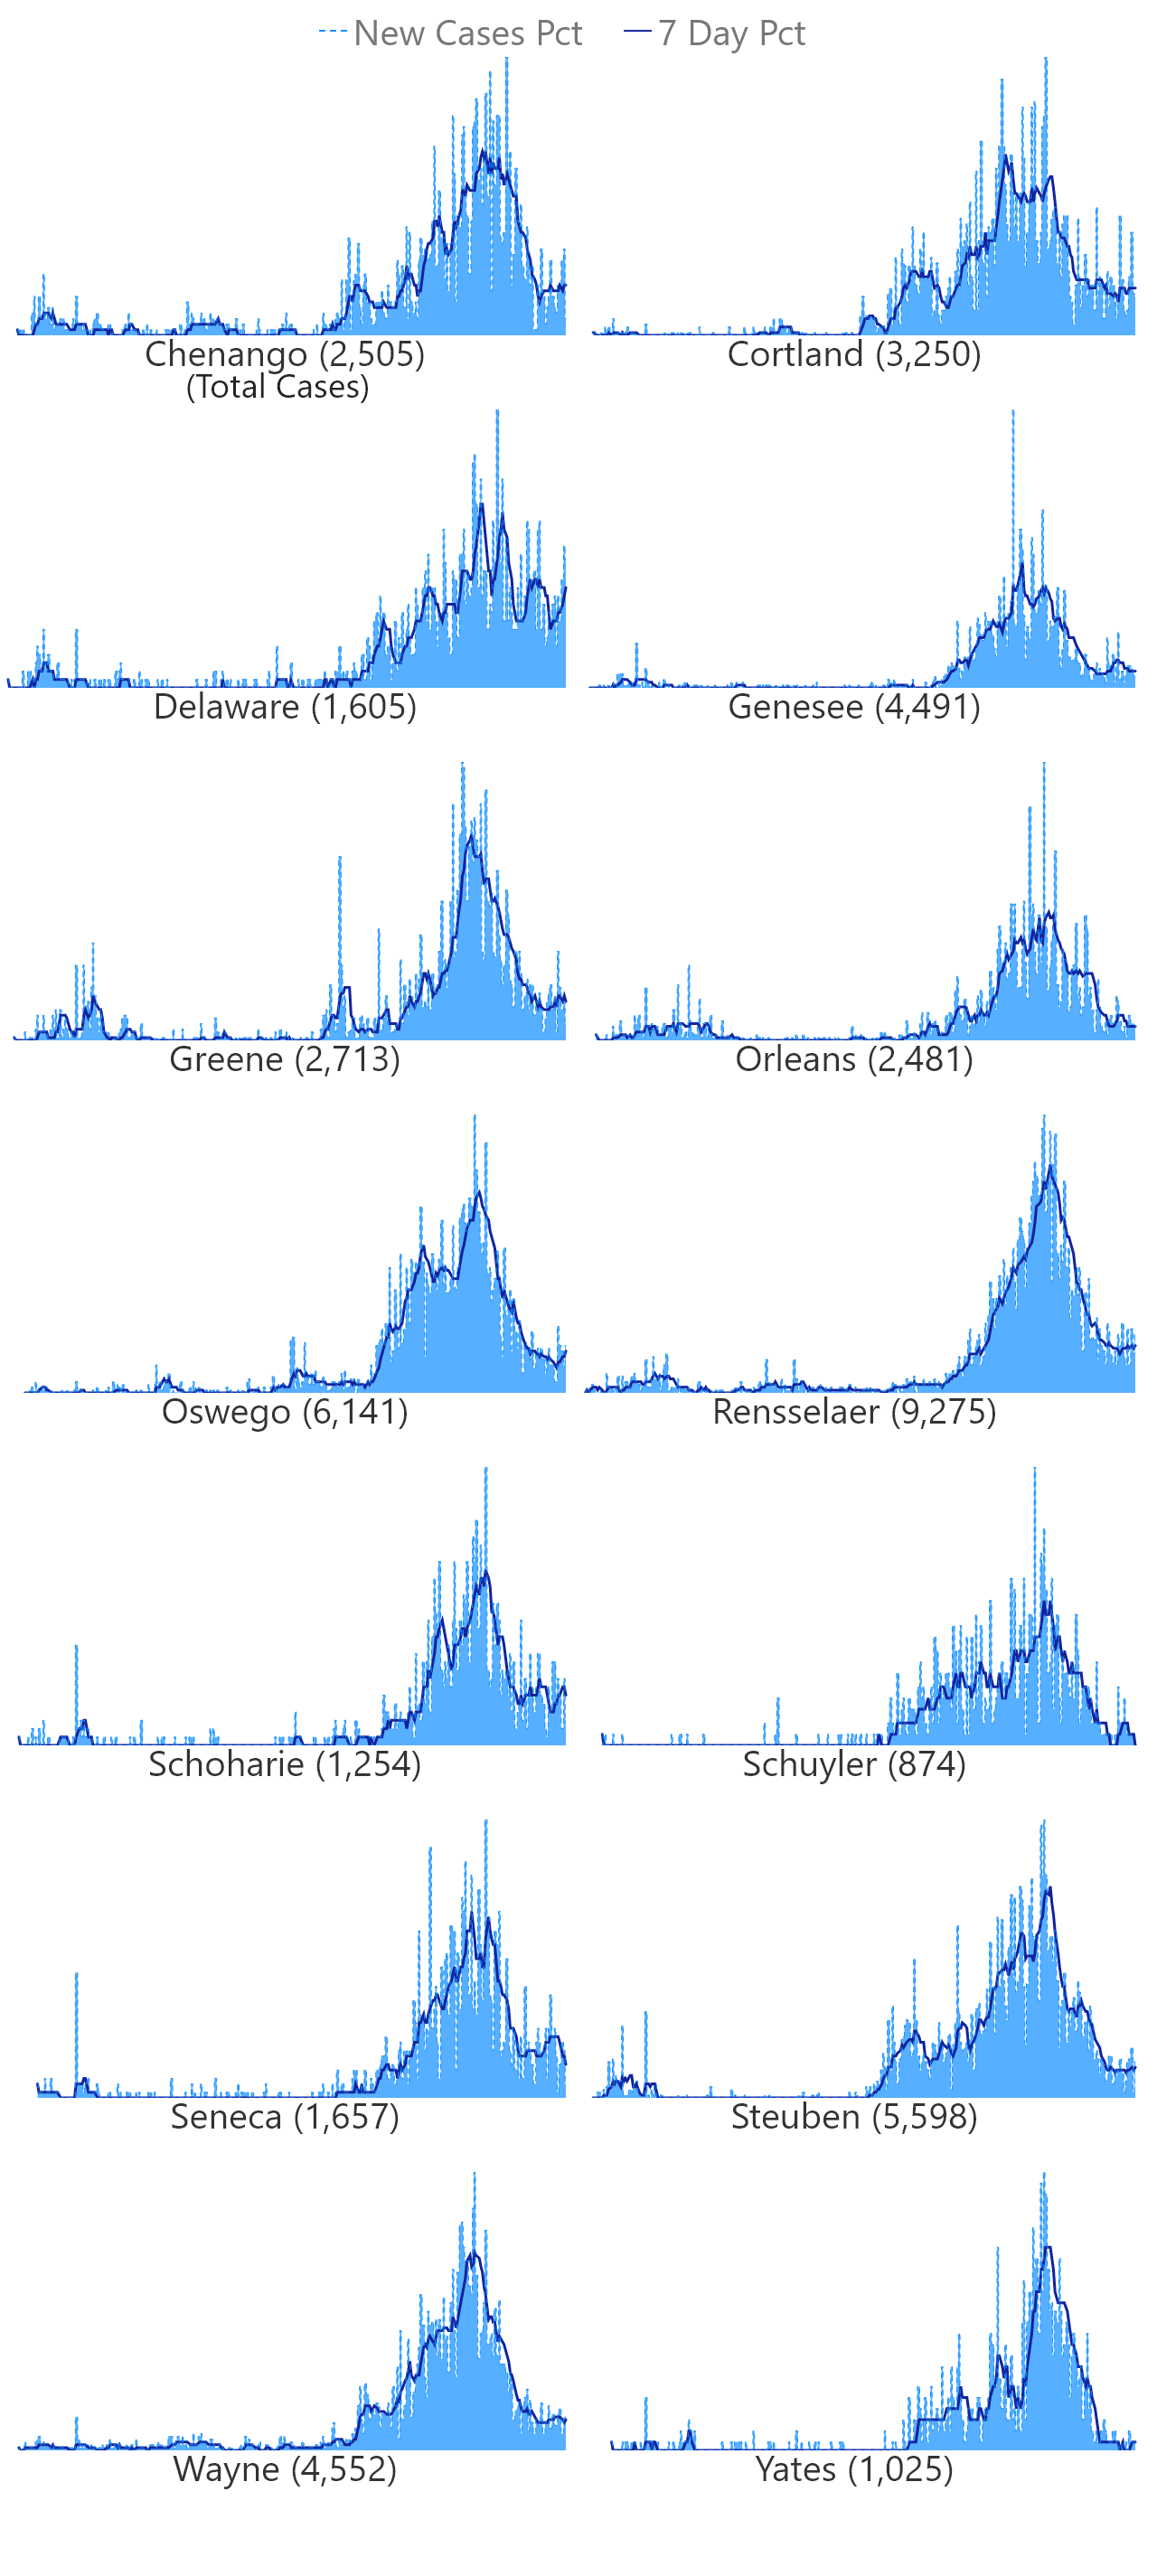 New Cases Pct 7 Day Pct
Chenango (2,505) Cortland (3,250)
(Total Cases)
Delaware (1,605) Genesee (4,491)
Greene (2,713) Orleans (2,481)
Oswego (6,141) Rensselaer (9,275)
Schoharie (1,254) Schuyler (874)
Seneca (1,657) Steuben (5,598)
Wayne (4,552) Yates (1,025)